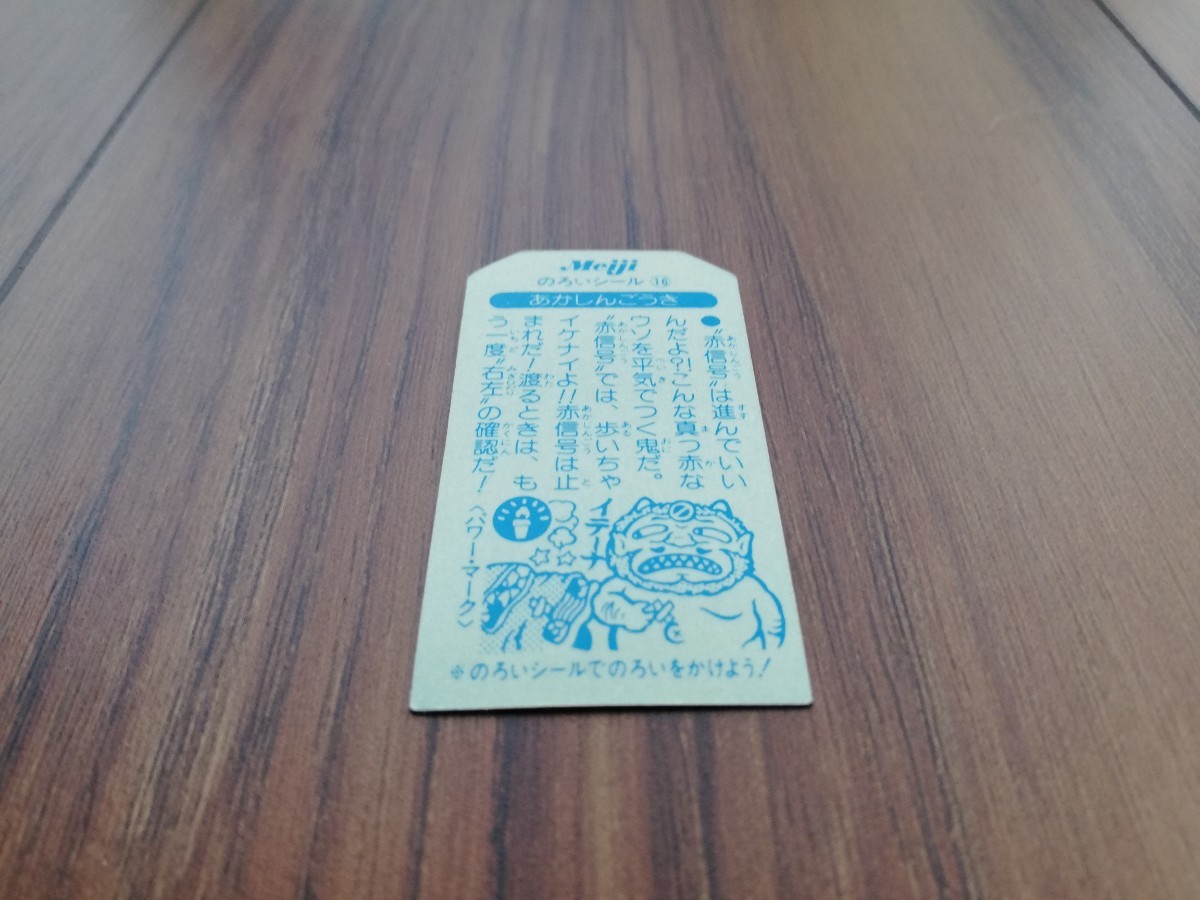 Meiji
のろいシール ⑯
あかしんごうき
●"赤信号"は進んでいい
んだよ?!こんな真っ赤な
ウソを平気でつく鬼だ。
"赤信号"では、歩いちゃ
イケナイよ!!赤信号は止
まれだ!渡るときは、も
う一度"右左"の確認だ!
イテーナ
〈パワー・マーク〉
※のろいシールでのろいをかけよう!